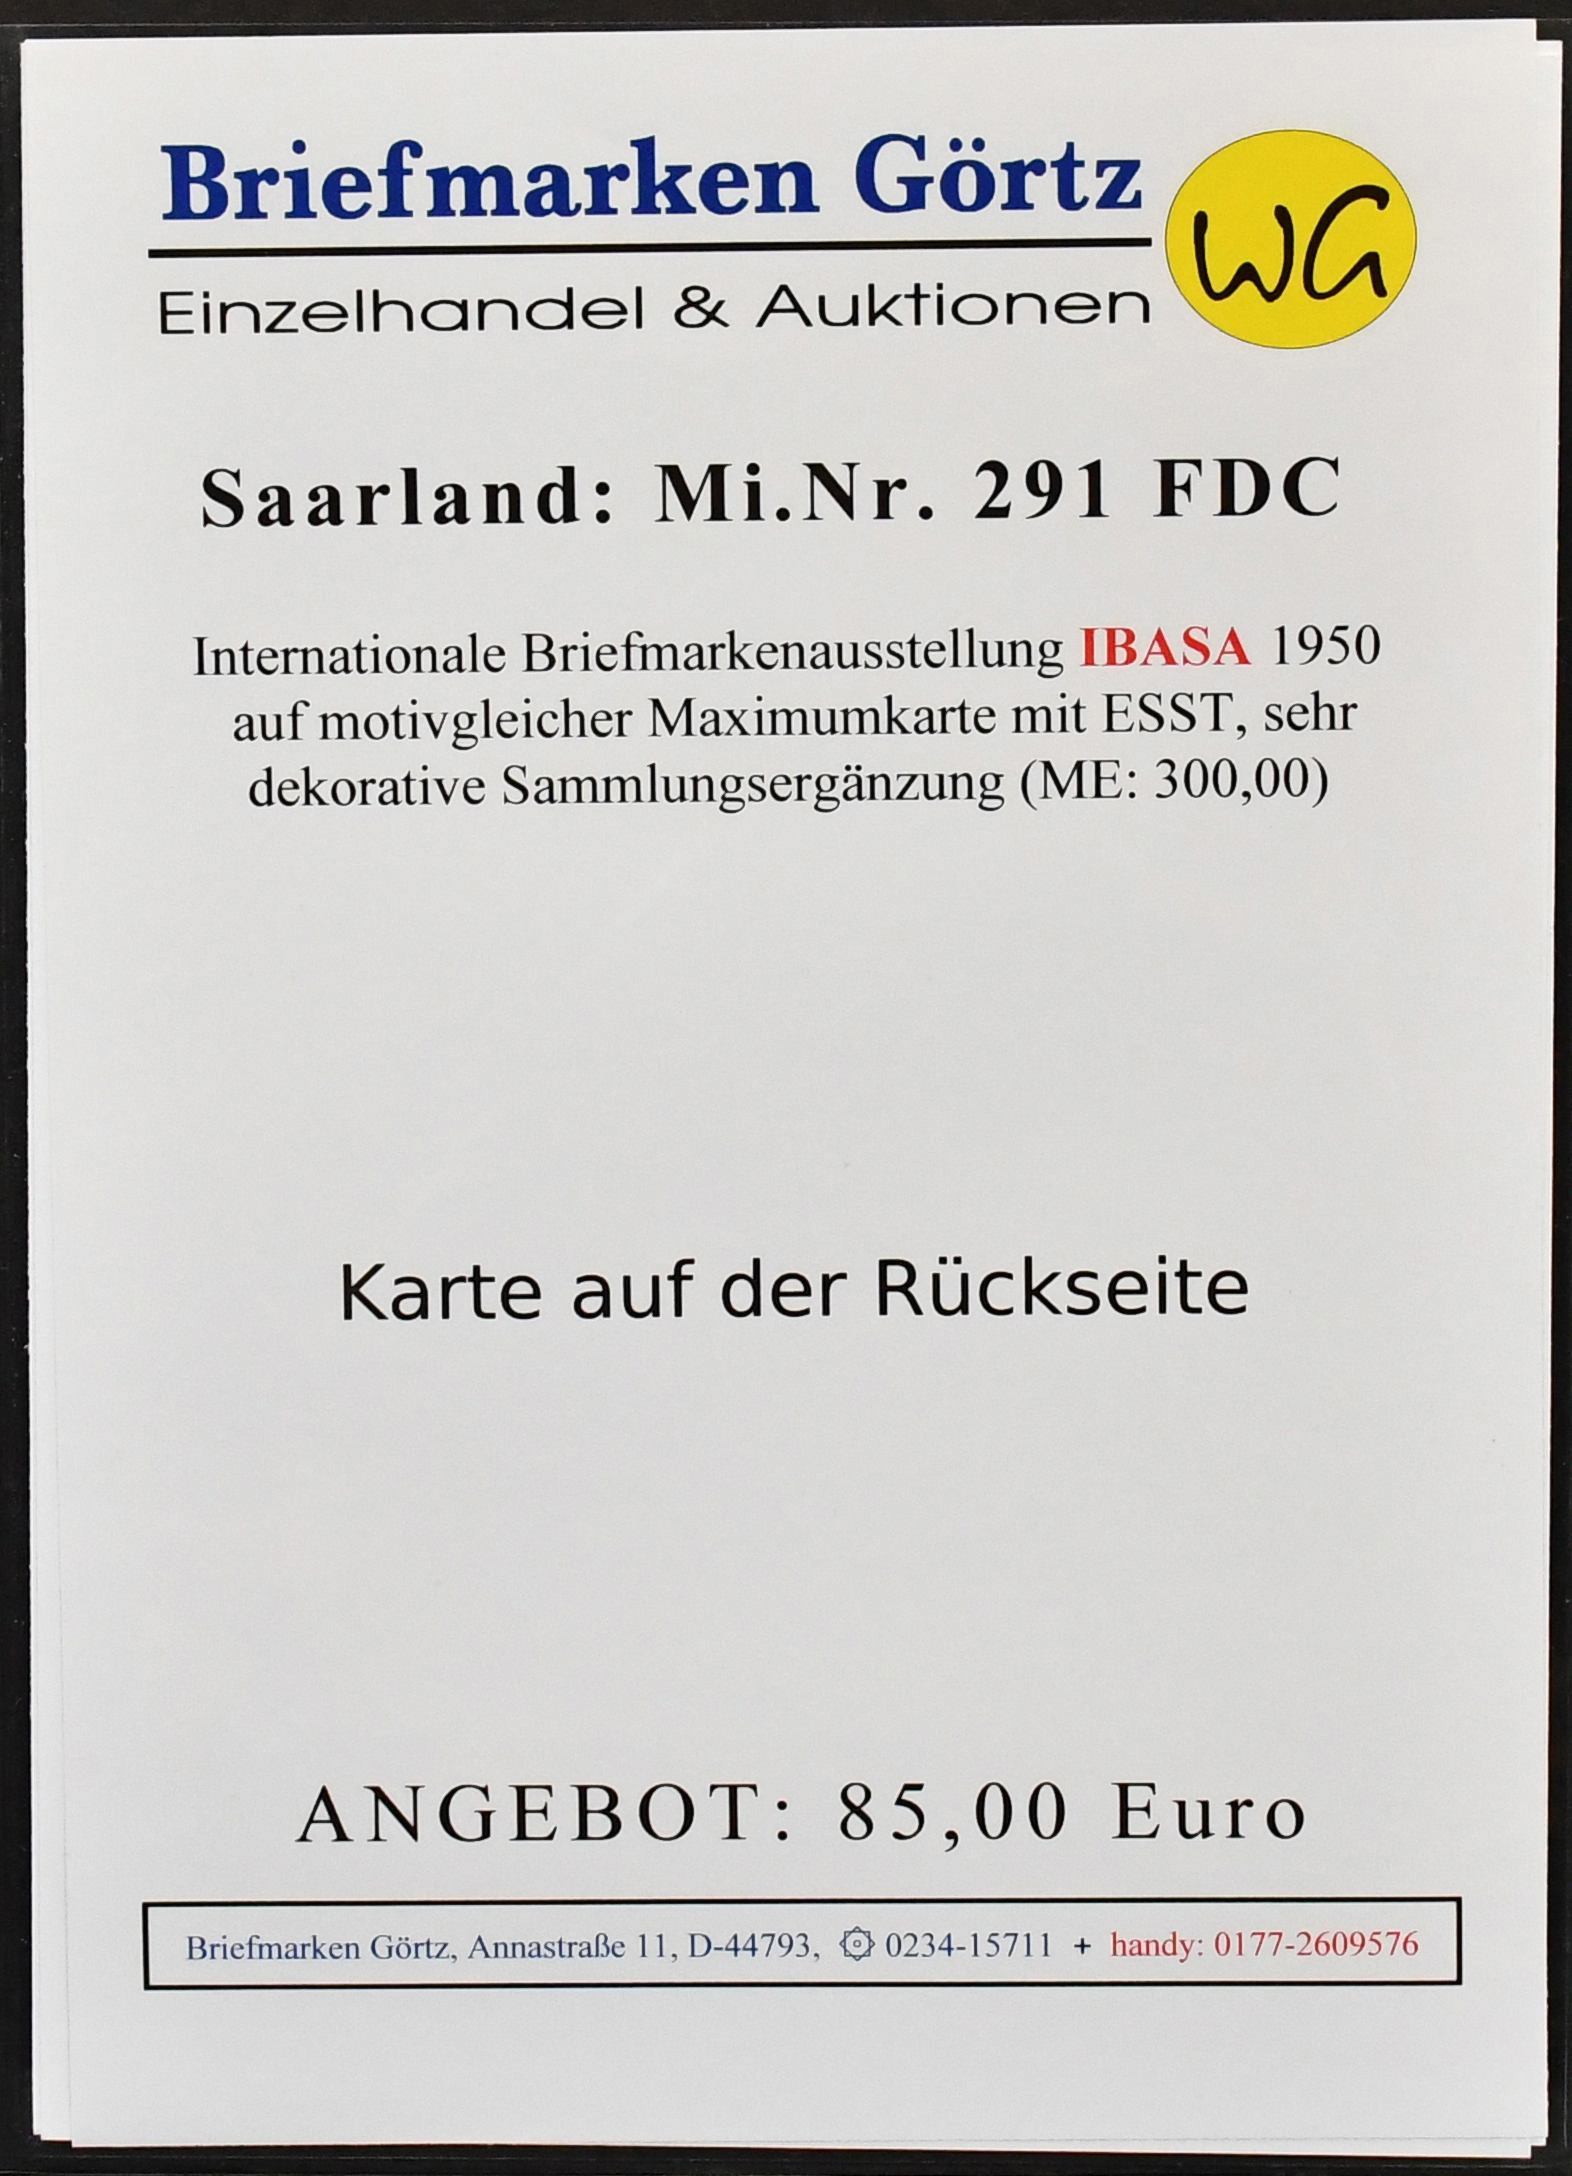 Briefmarken Görtz
WG
Einzelhandel & Auktionen
Saarland: Mi.Nr. 291 FDC
Internationale Briefmarkenausstellung IBASA 1950
auf motivgleicher Maximumkarte mit ESST, sehr
dekorative Sammlungsergänzung (ME: 300,00)
Karte auf der Rückseite
ANGEBOT: 85,00 Euro
Briefmarken Görtz, Annastraße 11, D-44793, 0234-15711 + handy: 0177-2609576